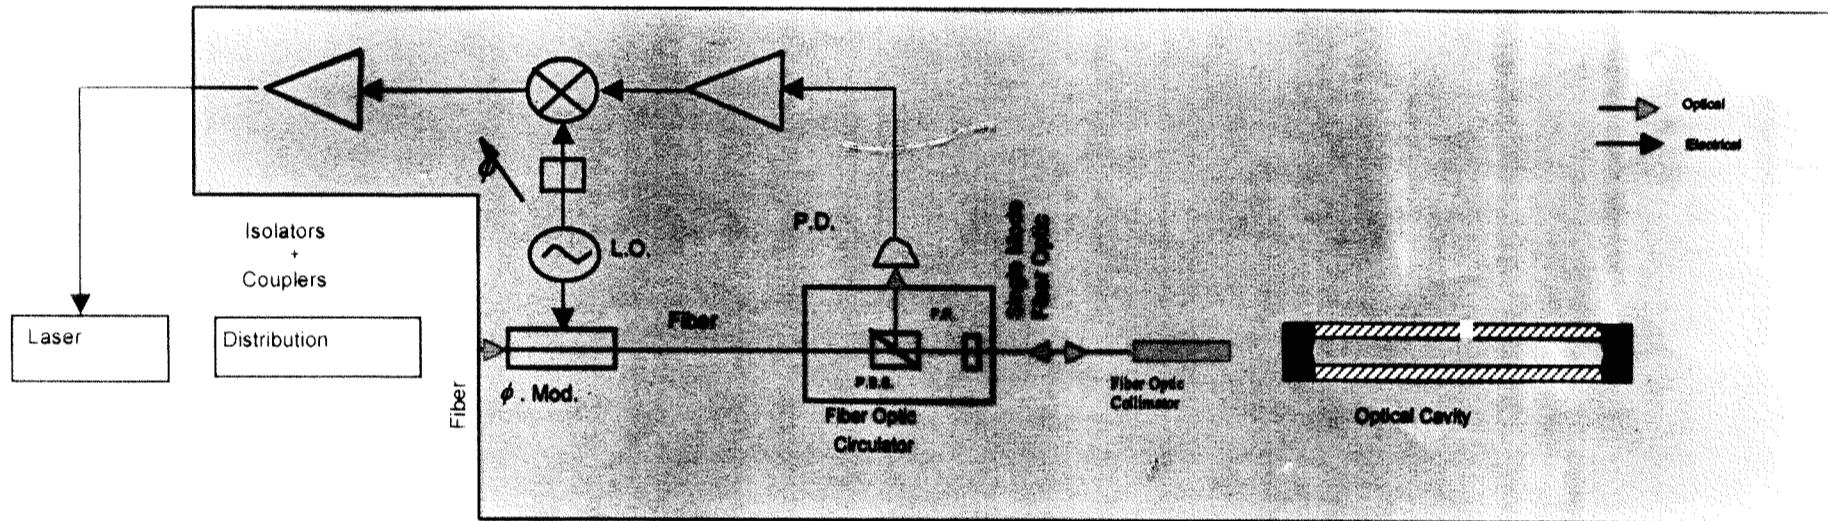 Optical
Electrical
ϕ
L.O.
P.D.
Single Mode
Fiber Optic
Isolators
+
Couplers
Laser
Distribution
Fiber
ϕ . Mod.
Fiber
F.R.
P.B.S.
Fiber Optic
Circulator
Fiber Optic
Collimator
Optical Cavity